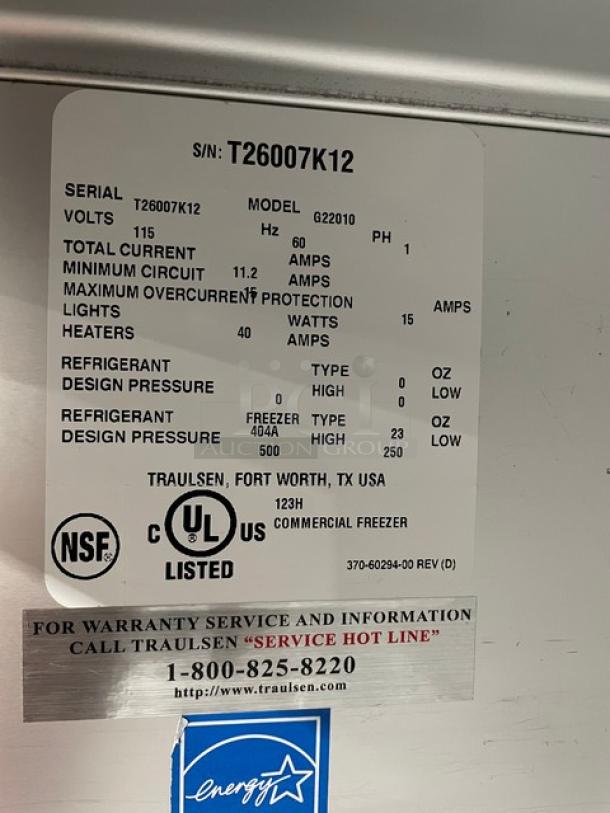 S/N: T26007K12
SERIAL T26007K12 MODEL G22010
VOLTS 115 Hz 60 PH 1
TOTAL CURRENT 11.2 AMPS
MINIMUM CIRCUIT 15 AMPS
MAXIMUM OVERCURRENT PROTECTION 15 AMPS
LIGHTS 40 WATTS
HEATERS AMPS
REFRIGERANT TYPE 0 OZ
DESIGN PRESSURE 0 HIGH 0 LOW
REFRIGERANT FREEZER 404A TYPE 23 OZ
DESIGN PRESSURE 500 HIGH 250 LOW
PCI
AUCTION GROUP
TRAULSEN, FORT WORTH, TX USA
NSF®
C UL® US
LISTED
123H
COMMERCIAL FREEZER
370-60294-00 REV (D)
FOR WARRANTY SERVICE AND INFORMATION
CALL TRAULSEN "SERVICE HOT LINE"
1-800-825-8220
http://www.traulsen.com
energy